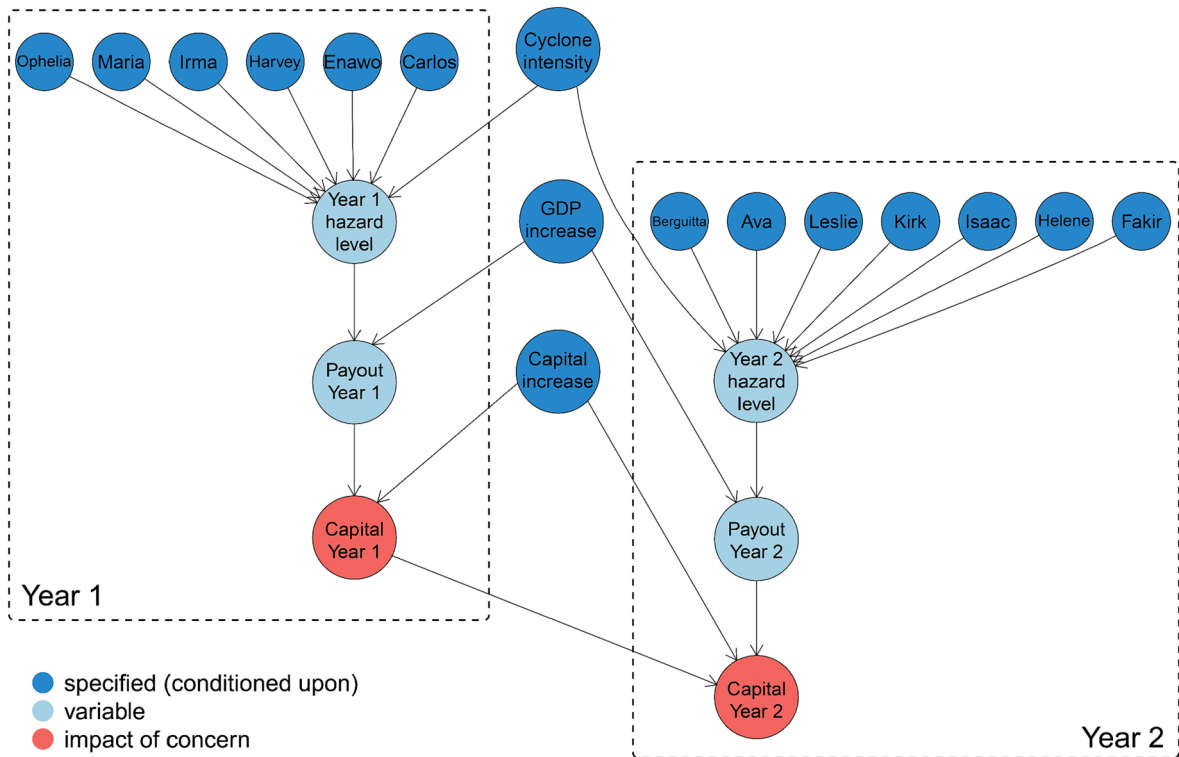 Ophelia
Maria
Irma
Harvey
Enawo
Carlos
Cyclone
intensity
Year 1
hazard
level
GDP
increase
Berguitta
Ava
Leslie
Kirk
Isaac
Helene
Fakir
Payout
Year 1
Capital
increase
Year 2
hazard
level
Capital
Year 1
Payout
Year 2
Year 1
Capital
Year 2
specified (conditioned upon)
variable
impact of concern
Year 2